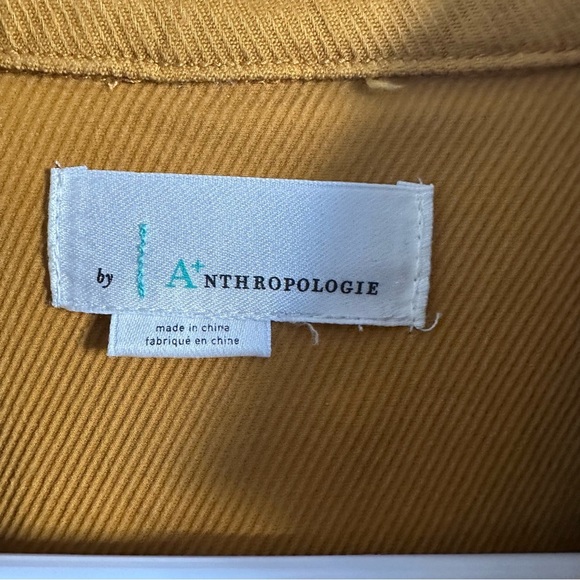 by A+NTHROPOLOGIE
made in china
fabriqué en chine